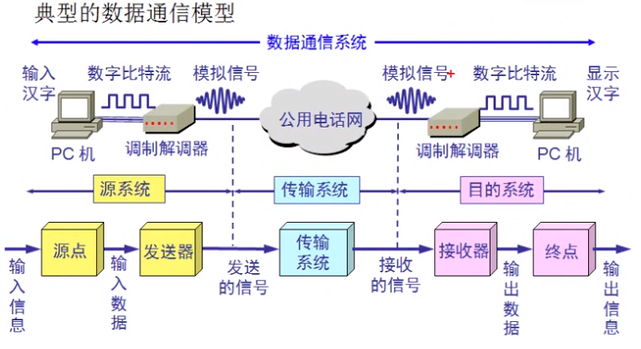 典型的数据通信模型
数据通信系统
输入
汉字
数字比特流
模拟信号
模拟信号
数字比特流
显示
汉字
公用电话网
PC 机
调制解调器
调制解调器
PC 机
源系统
传输系统
目的系统
源点
发送器
传输
系统
接收器
终点
输入信息
输入数据
发送
的信号
接收
的信号
输出数据
输出信息